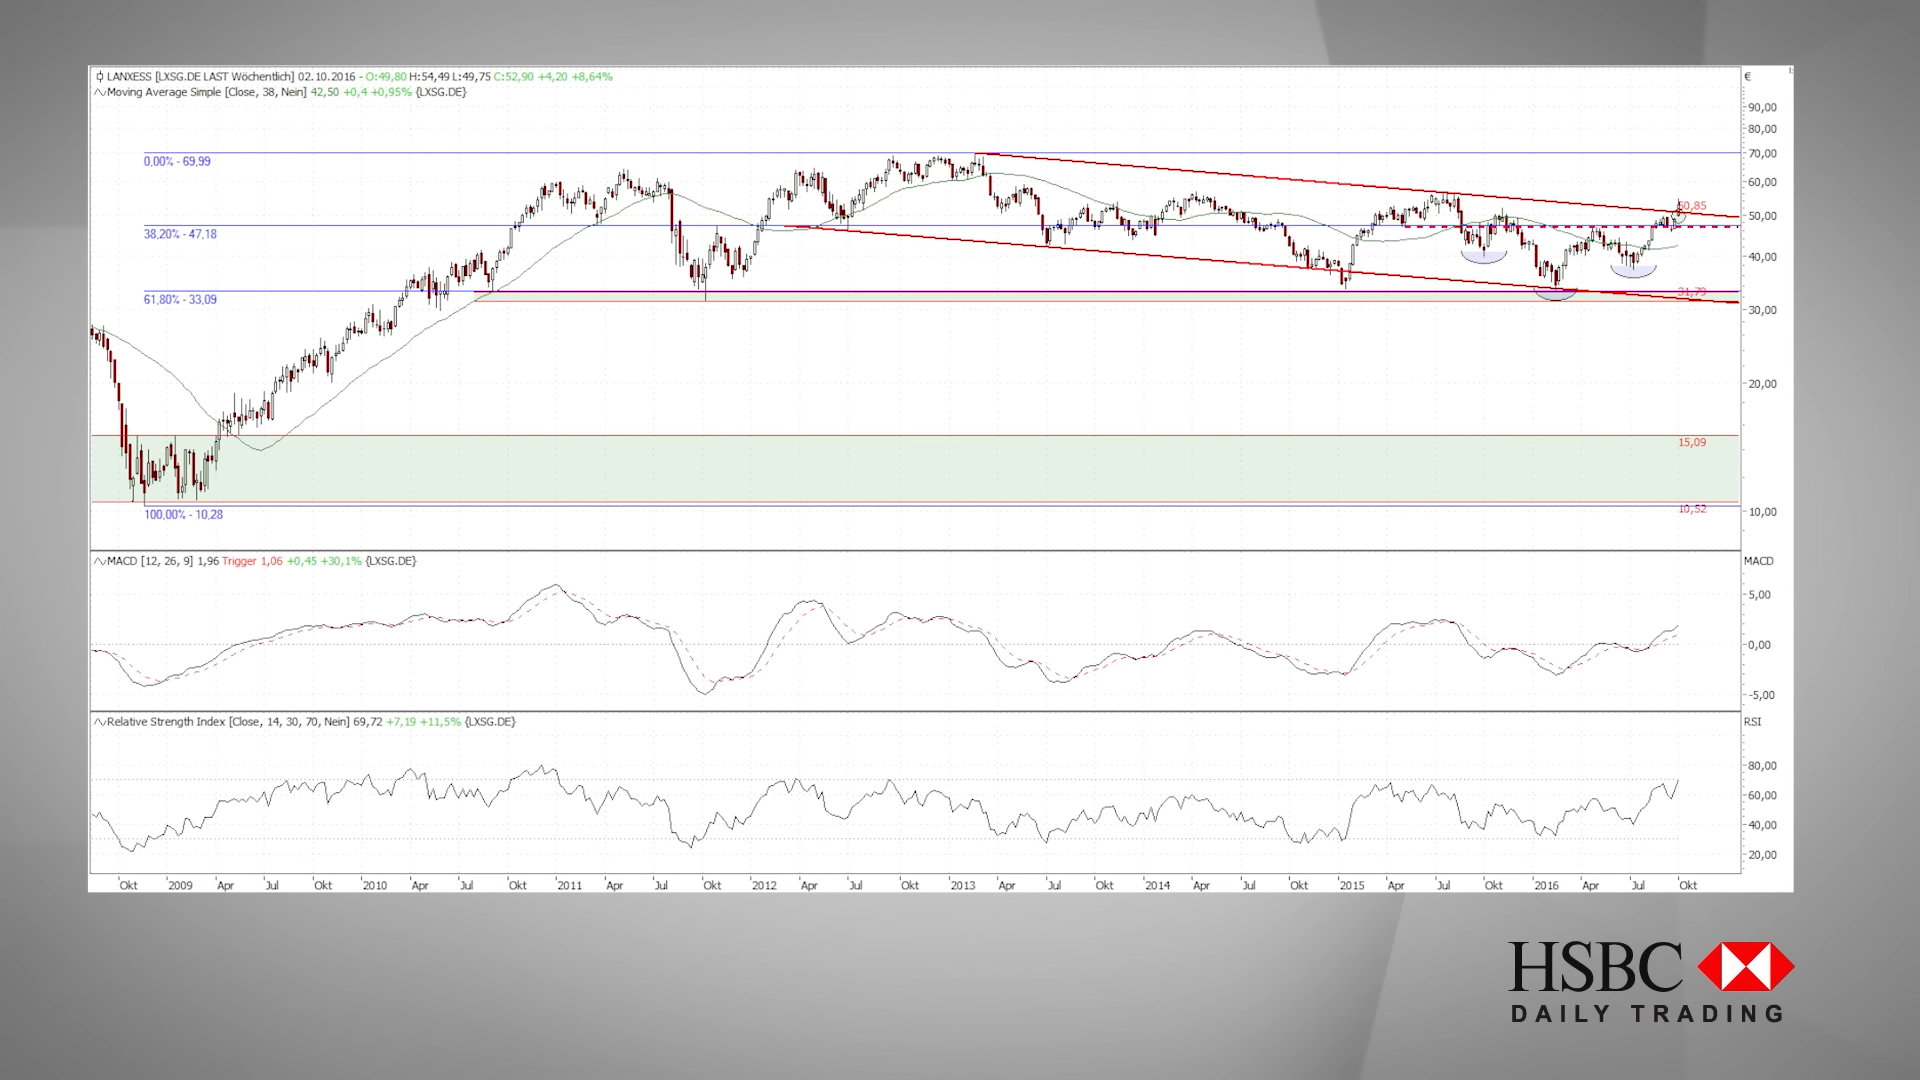 LANXESS [LXSG.DE LAST Wöchentlich] 02.10.2016 - O:49,80 H:54,49 L:49,75 C:52,90 +4,20 +8,64%
€
Moving Average Simple [Close, 38, Nein] 42,50 +0,4 +0,95% {LXSG.DE}
90,00
80,00
70,00
0,00% - 69,99
60,00
50,85
50,00
38,20% - 47,18
40,00
31,79
61,80% - 33,09
30,00
20,00
15,09
10,52
100,00% - 10,28
10,00
MACD [12, 26, 9] 1,96 Trigger 1,06 +0,45 +30,1% {LXSG.DE}
MACD
5,00
0,00
-5,00
Relative Strength Index [Close, 14, 30, 70, Nein] 69,72 +7,19 +11,5% {LXSG.DE}
RSI
80,00
60,00
40,00
20,00
Okt 2009 Apr Jul Okt 2010 Apr Jul Okt 2011 Apr Jul Okt 2012 Apr Jul Okt 2013 Apr Jul Okt 2014 Apr Jul Okt 2015 Apr Jul Okt 2016 Apr Jul Okt
HSBC
DAILY TRADING